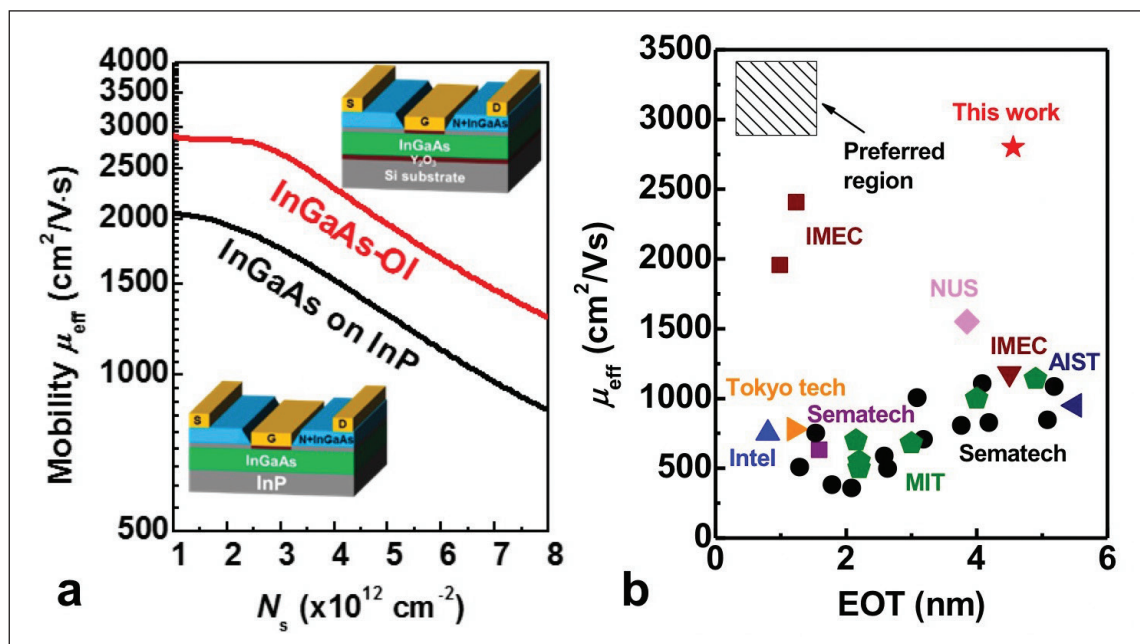 4000
3000
2500
2000
1500
1000
500
Mobility μeff (cm²/V·s)
S
D
G
N+InGaAs
InGaAs
Y₂O₃
Si substrate
InGaAs-OI
InGaAs on InP
S
D
G
N+InGaAs
InGaAs
InP
1 2 3 4 5 6 7 8
a
Ns (x10¹² cm⁻²)
3500
3000
2500
2000
1500
1000
500
0
μeff (cm²/Vs)
This work
Preferred
region
IMEC
NUS
IMEC
AIST
Tokyo tech
Sematech
Intel
Sematech
MIT
0 2 4 6
b
EOT (nm)